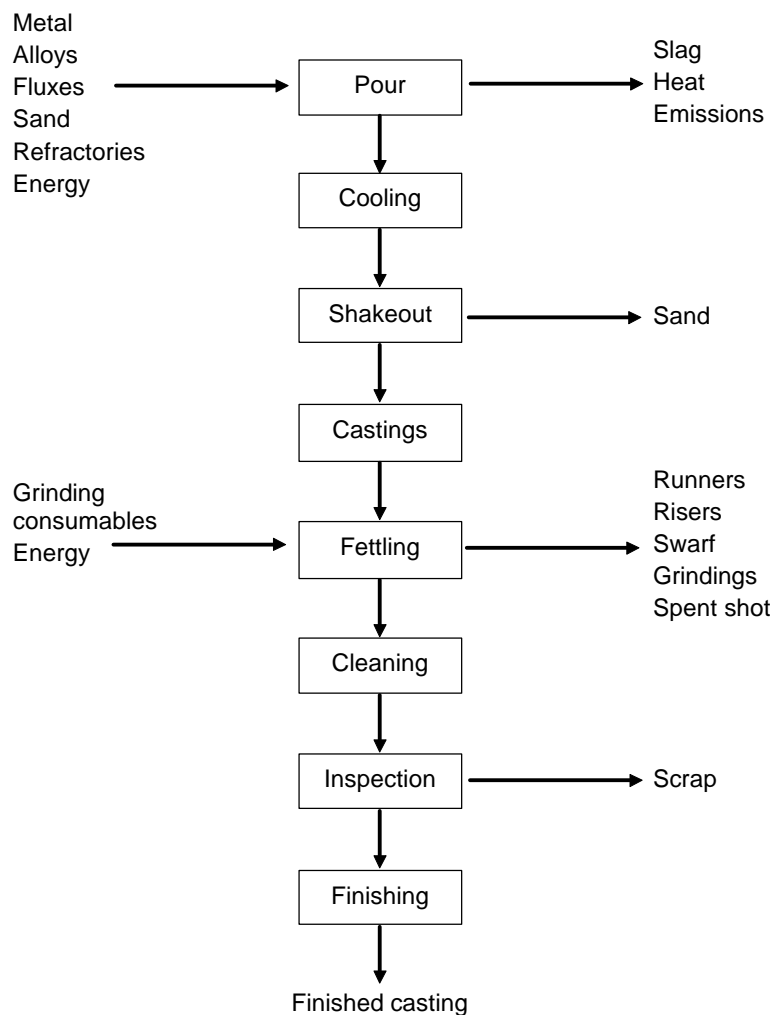 Metal
Alloys
Fluxes
Sand
Refractories
Energy
Pour
Slag
Heat
Emissions
Cooling
Shakeout
Sand
Castings
Grinding
consumables
Energy
Fettling
Runners
Risers
Swarf
Grindings
Spent shot
Cleaning
Inspection
Scrap
Finishing
Finished casting